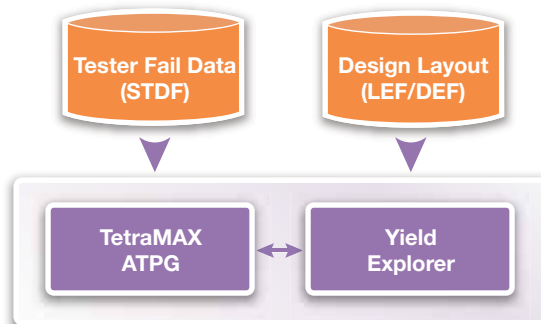 Tester Fail Data
(STDF)
Design Layout
(LEF/DEF)
TetraMAX
ATPG
Yield
Explorer